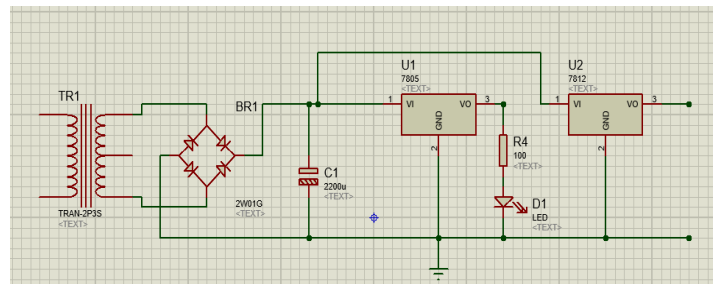 TR1
TRAN-2P3S
<TEXT>
BR1
2W01G
<TEXT>
C1
2200u
<TEXT>
U1
7805
<TEXT>
1
VI
VO
3
GND
2
R4
100
<TEXT>
D1
LED
<TEXT>
U2
7812
<TEXT>
1
VI
VO
3
GND
2